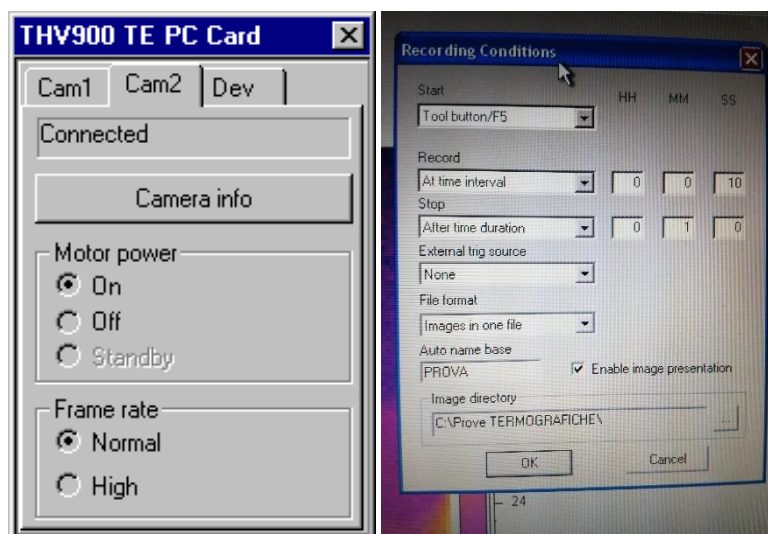 THV900 TE PC Card
Cam1 Cam2 Dev
Connected
Camera info
Motor power
On
Off
Standby
Frame rate
Normal
High
Recording Conditions
Start HH MM SS
Tool button/F5
Record
At time interval 0 0 10
Stop
After time duration 0 1 0
External trig source
None
File format
Images in one file
Auto name base
PROVA Enable image presentation
Image directory
C:\Prove TERMOGRAFICHE\ ...
OK Cancel
24